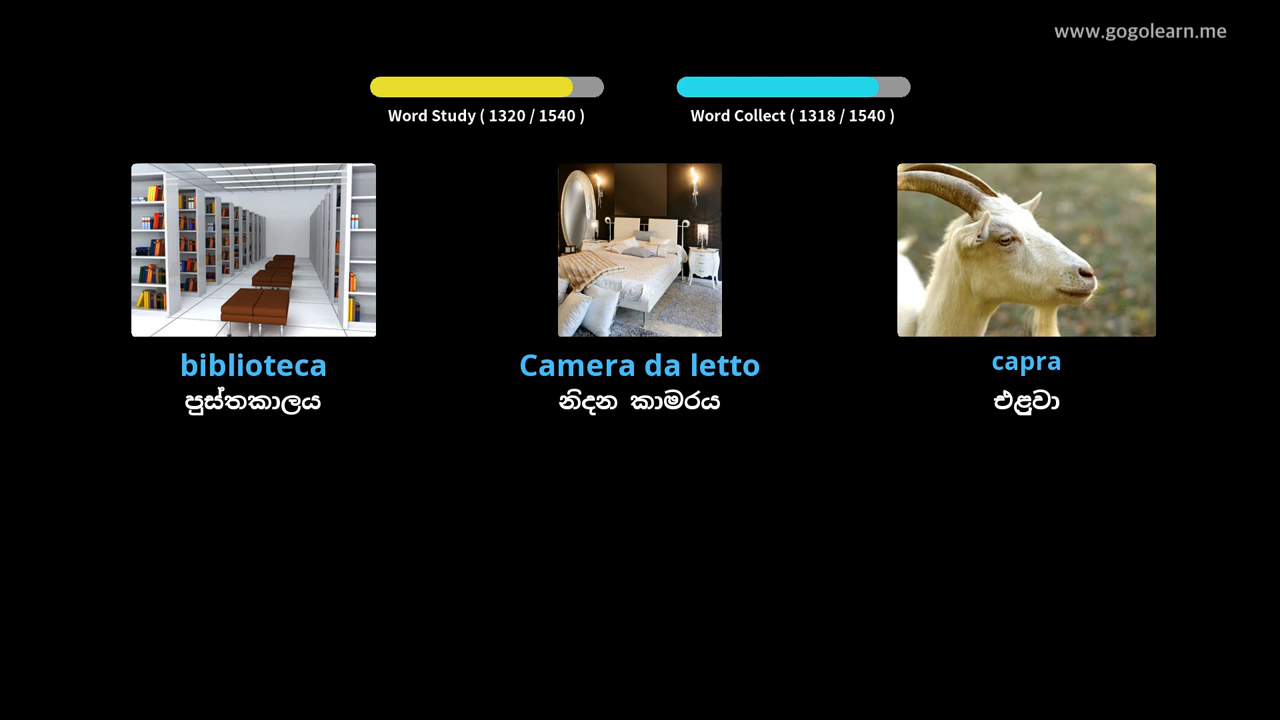 www.gogolearn.me
Word Study ( 1320 / 1540 )
Word Collect ( 1318 / 1540 )
biblioteca
පුස්තකාලය
Camera da letto
නිදන කාමරය
capra
එළුවා